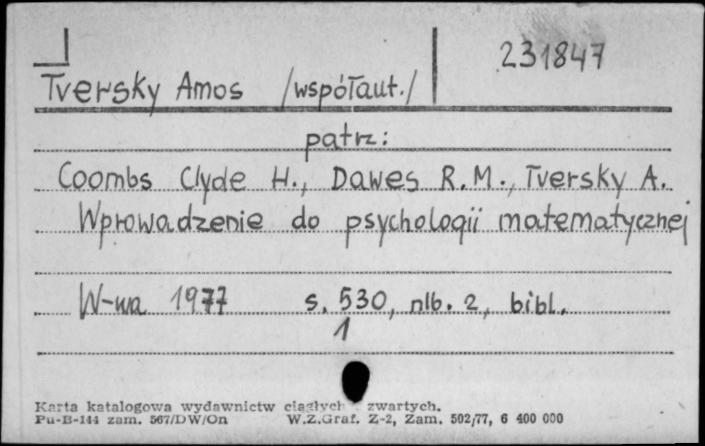 231847
Tversky Amos /współaut./
patrz:
Coombs Clyde H., Dawes R.M., Tversky A.
Wprowadzenie do psychologii matematycznej
W-wa 1977 s. 530, nlb. 2, bibl.
1
Karta katalogowa wydawnictw ciągłych i zwartych.
Pu-B-144 zam. 567/DW/On W.Z.Graf. Z-2, Zam. 502/77, 6 400 000